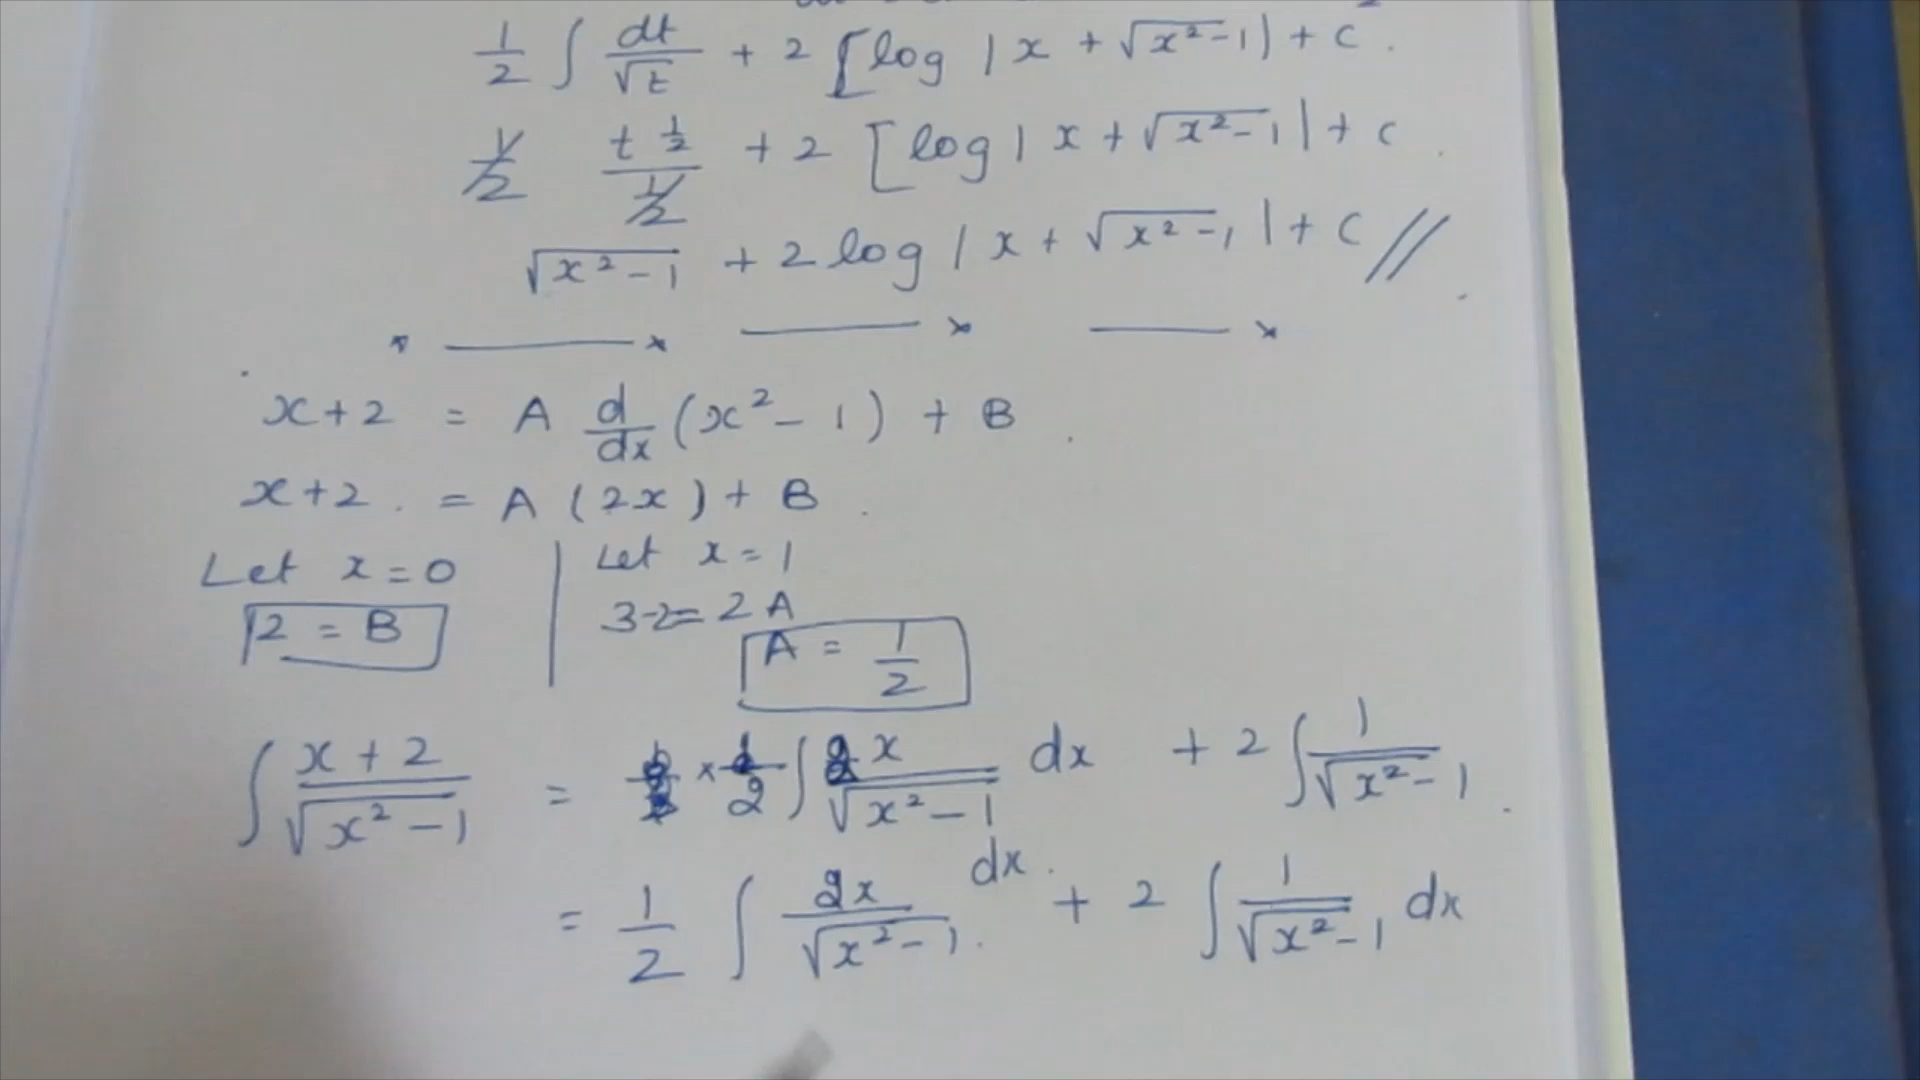 1/2 ∫ dt/√t + 2 [log |x + √x²-1| + c
1/2 t 1/2 / 1/2 + 2 [log | x + √x²-1 | + c
√x²-1 + 2 log | x + √x²-1 | + c //
x+2 = A d/dx (x²-1) + B
x+2 = A (2x) + B
Let x=0 | Let x=1
2 = B | 3-2= 2A
A = 1/2
∫ x+2/√x²-1 = × /2 ∫ 2x/√x²-1 dx + 2 ∫ 1/√x²-1
= 1/2 ∫ 2x/√x²-1 dx. + 2 ∫ 1/√x²-1 dx